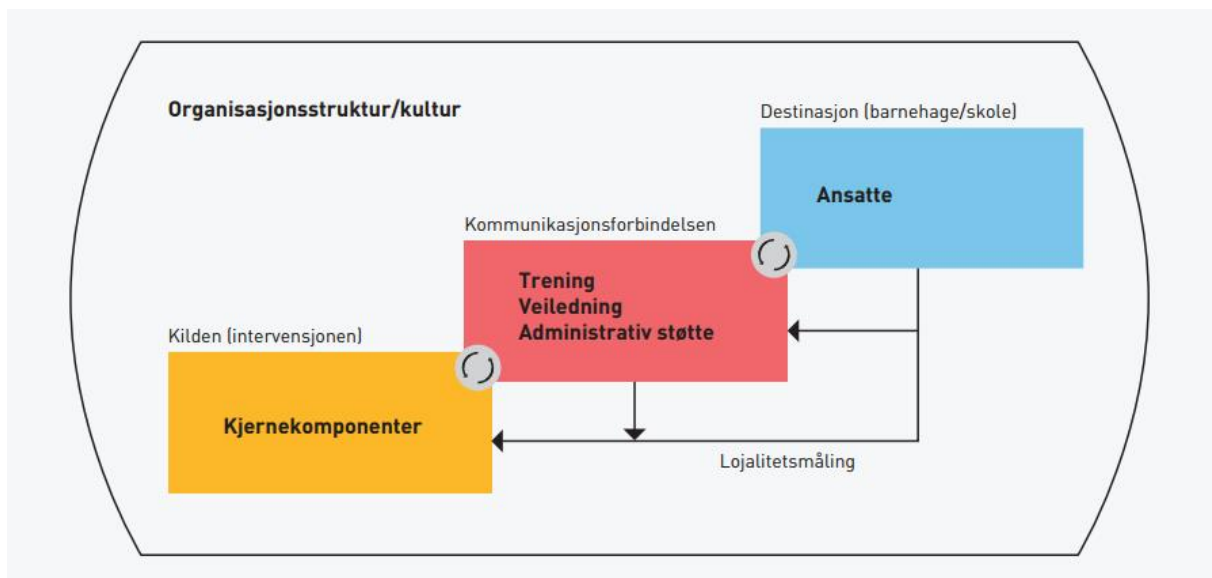 Organisasjonsstruktur/kultur
Destinasjon (barnehage/skole)
Ansatte
Kommunikasjonsforbindelsen
Trening
Veiledning
Administrativ støtte
Kilden (intervensjonen)
Kjernekomponenter
Lojalitetsmåling